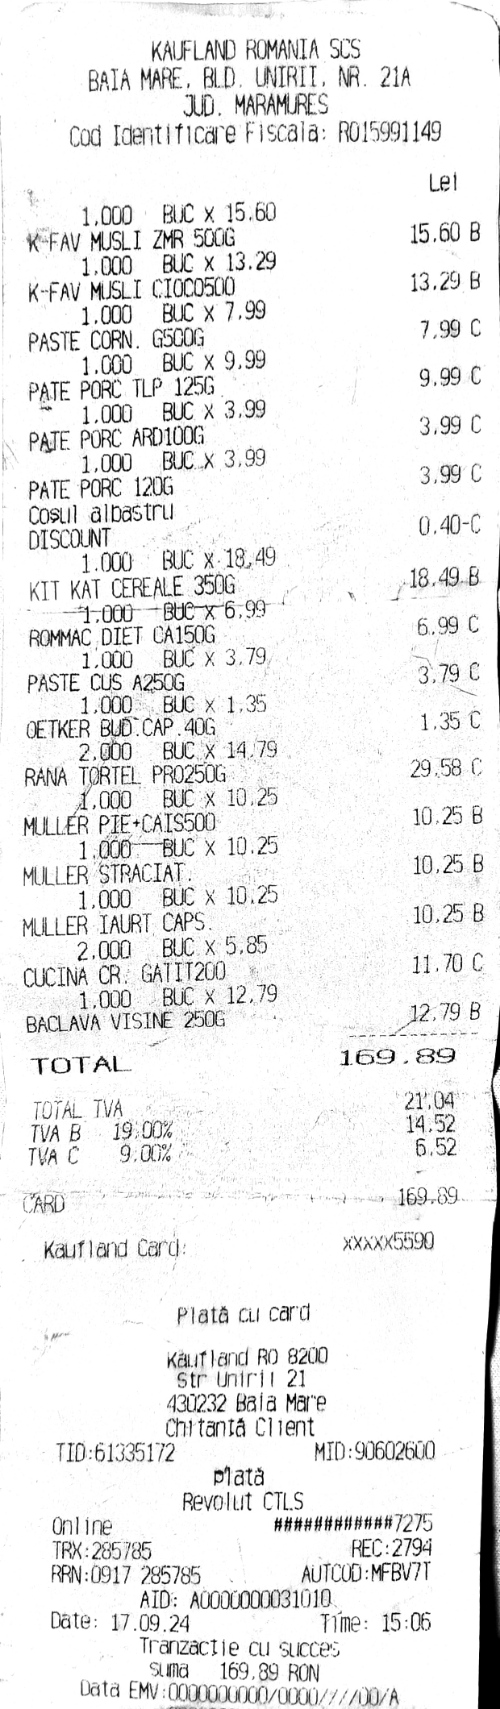 KAUFLAND ROMANIA SCS
BAIA MARE, BLD. UNIRII, NR. 21A
JUD. MARAMURES
Cod Identificare Fiscala: RO15991149
Lei
1,000 BUC X 15,60
K-FAV MUSLI ZMR 500G 15,60 B
1,000 BUC X 13,29
K-FAV MUSLI CIOCO500 13,29 B
1,000 BUC X 7,99
PASTE CORN. G500G 7,99 C
1,000 BUC X 9,99
PATE PORC TLP 125G 9,99 C
1,000 BUC X 3,99
PATE PORC ARD100G 3,99 C
1,000 BUC X 3,99
PATE PORC 120G 3,99 C
Cosul albastru
DISCOUNT 0,40-C
1,000 BUC X 18,49
KIT KAT CEREALE 350G 18,49 B
1,000 BUC X 6,99
ROMMAC DIET CA150G 6,99 C
1,000 BUC X 3,79
PASTE CUS A250G 3,79 C
1,000 BUC X 1,35
OETKER BUD.CAP.40G 1,35 C
2,000 BUC X 14,79
RANA TORTEL PRO250G 29,58 C
1,000 BUC X 10,25
MULLER PIE+CAIS500 10,25 B
1,000 BUC X 10,25
MULLER STRACIAT. 10,25 B
1,000 BUC X 10,25
MULLER IAURT CAPS. 10,25 B
2,000 BUC X 5,85
CUCINA CR. GATIT200 11,70 C
1,000 BUC X 12,79
BACLAVA VISINE 250G 12,79 B
TOTAL 169,89
TOTAL TVA 21,04
TVA B 19,00% 14,52
TVA C 9,00% 6,52
CARD 169,89
Kaufland Card: xxxxx5590
Plată cu card
Kaufland RO 8200
Str Unirii 21
430232 Baia Mare
Chitantă Client
TID:61335172 MID:90602600
plată
Revolut CTLS
Online ############7275
TRX:285785 REC:2794
RRN:0917 285785 AUTCOD:MFBV7T
AID: A0000000031010
Date: 17.09.24 Time: 15:06
Tranzactie cu succes
suma 169,89 RON
Data EMV:0000000000/0000////00/A